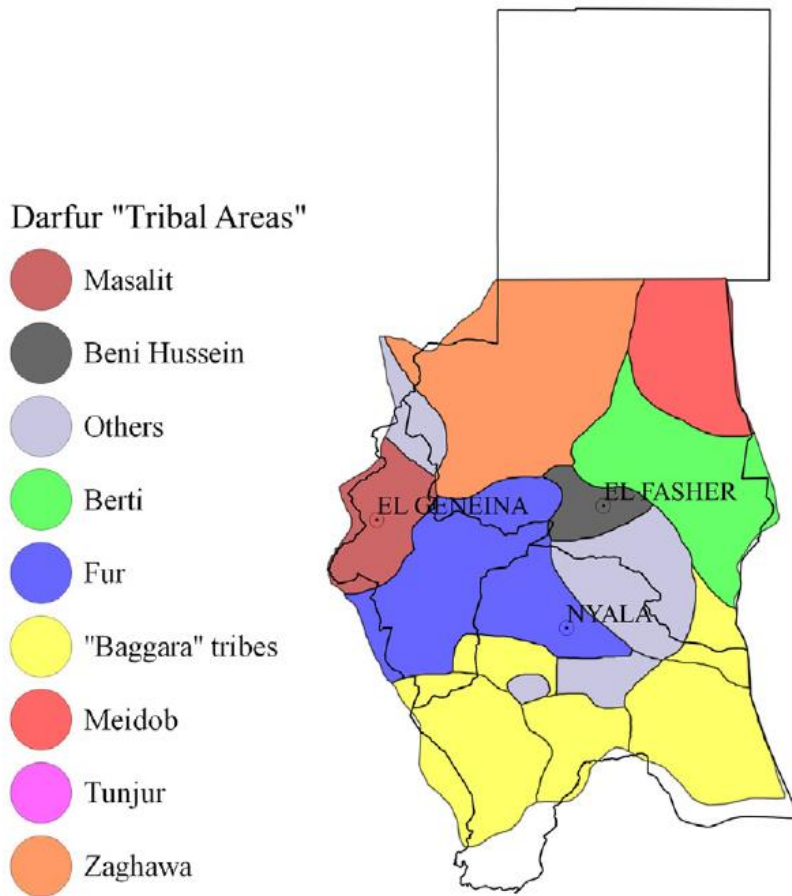 Darfur "Tribal Areas"
Masalit
Beni Hussein
Others
Berti
Fur
"Baggara" tribes
Meidob
Tunjur
Zaghawa
EL GENEINA
EL FASHER
NYALA